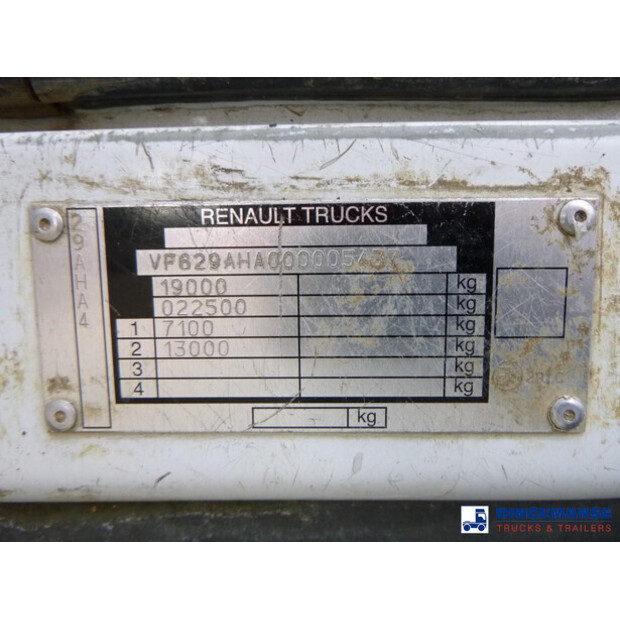 RENAULT TRUCKS
29AHA4
19000 kg
022500 kg
1 7100 kg
2 13000 kg
3 kg
4 kg
kg
TRUCKS & TRAILERS